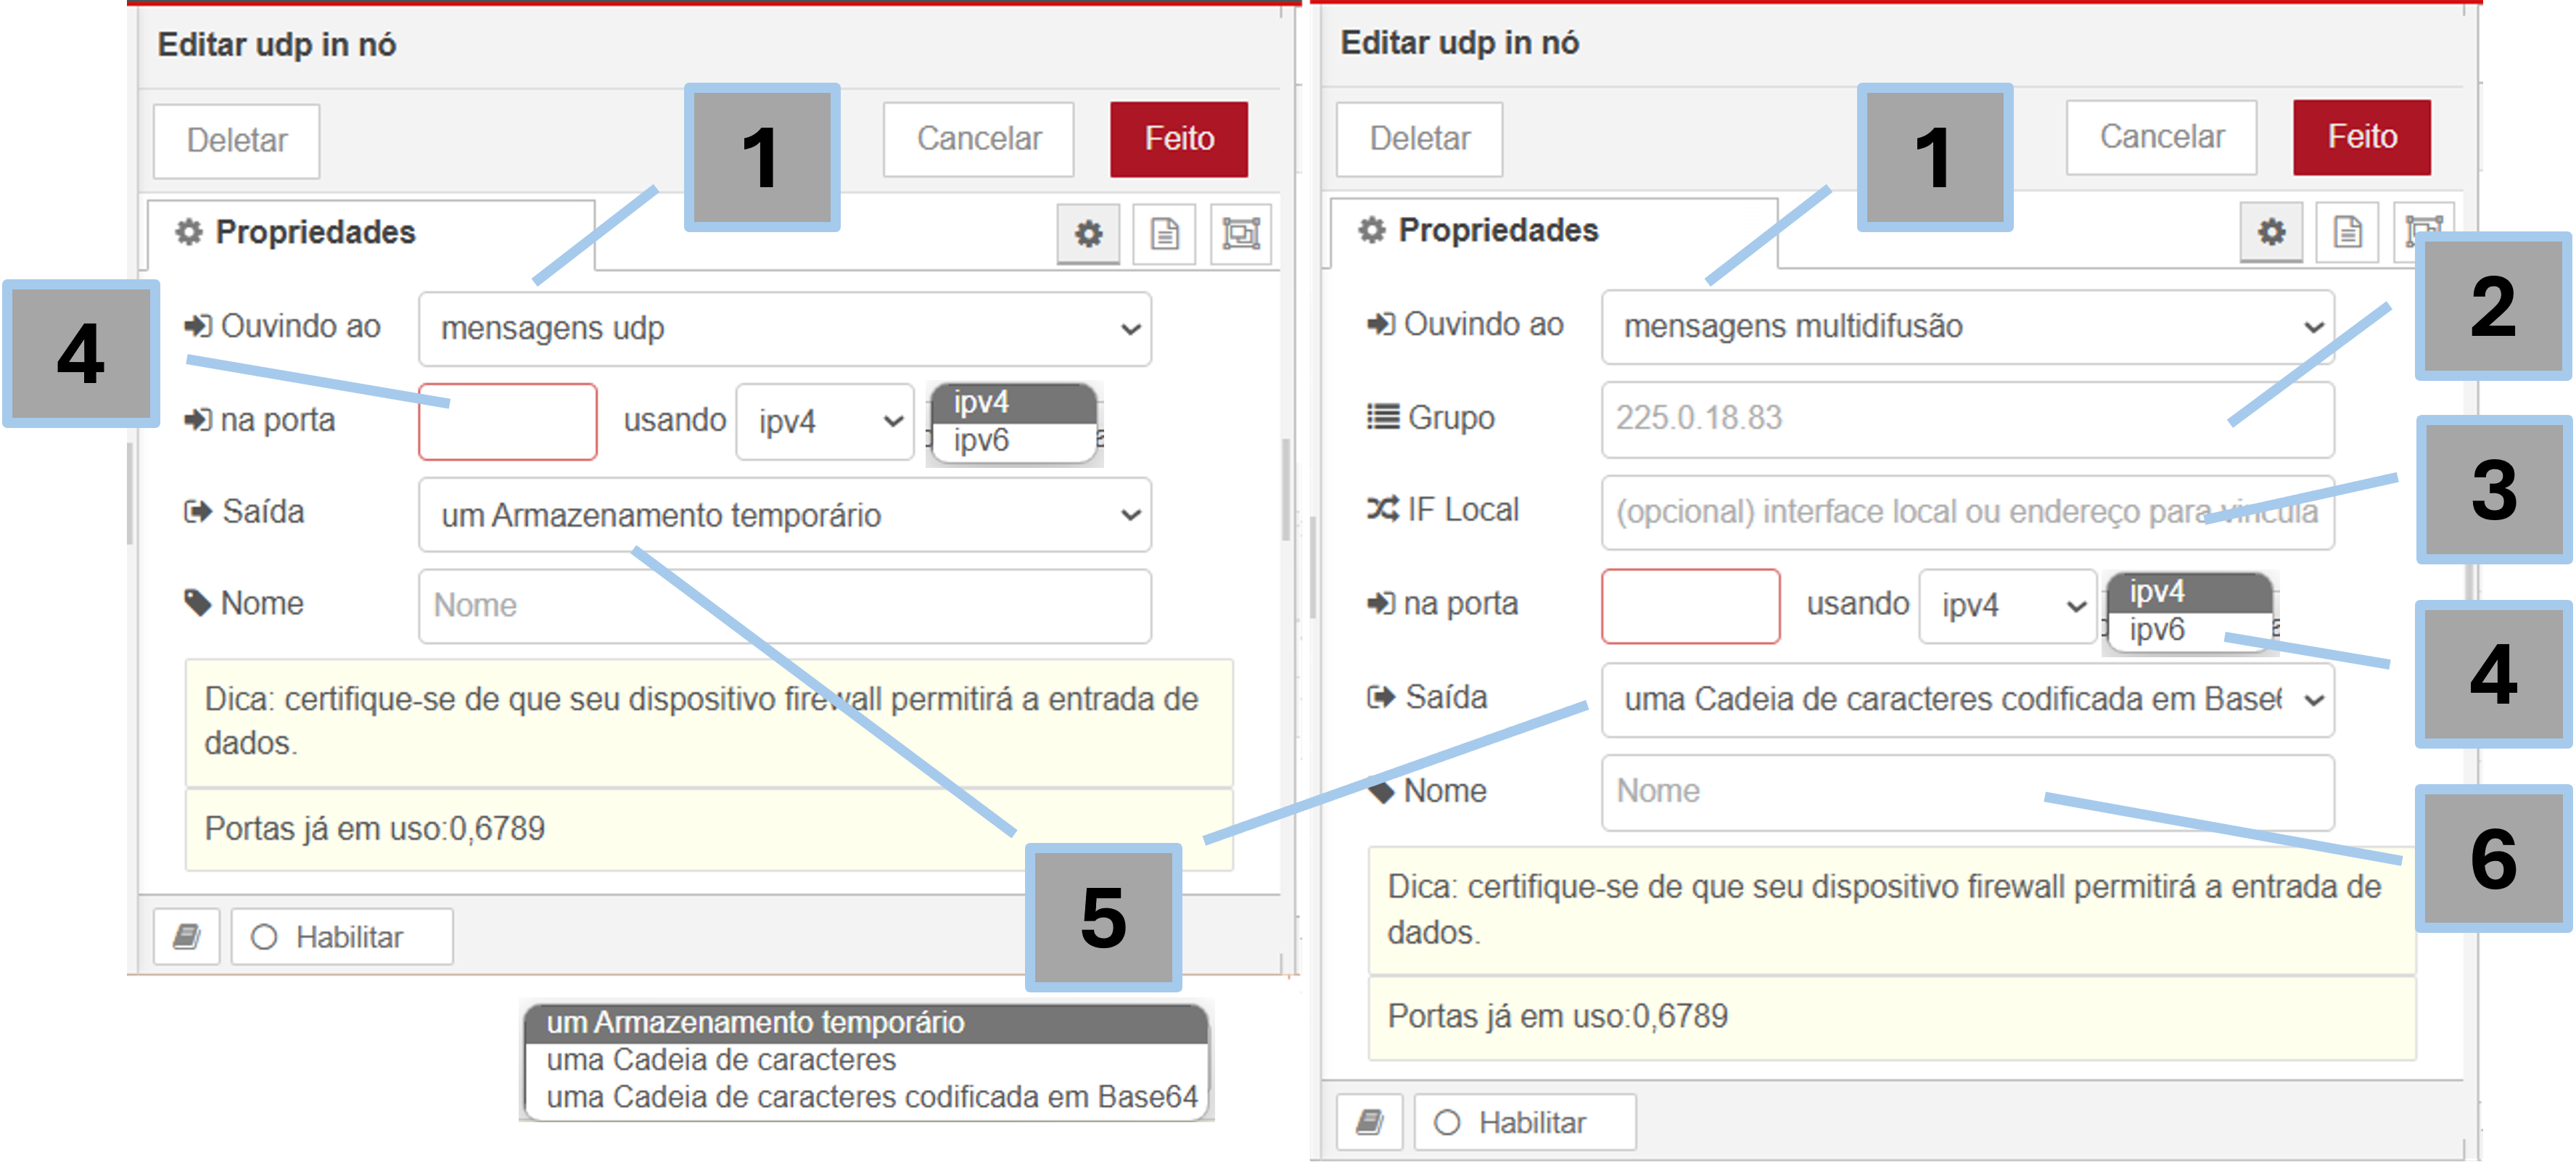 Editar udp in nó
Deletar
Cancelar
Feito
1
Propriedades
4
Ouvindo ao
mensagens udp
na porta
usando
ipv4
ipv4
ipv6
Saída
um Armazenamento temporário
Nome
Nome
Dica: certifique-se de que seu dispositivo firewall permitirá a entrada de
dados.
Portas já em uso:0,6789
5
Habilitar
um Armazenamento temporário
uma Cadeia de caracteres
uma Cadeia de caracteres codificada em Base64
Editar udp in nó
Deletar
Cancelar
Feito
1
Propriedades
2
Ouvindo ao
mensagens multidifusão
Grupo
225.0.18.83
3
IF Local
(opcional) interface local ou endereço para vincula
na porta
usando
ipv4
ipv4
ipv6
4
Saída
uma Cadeia de caracteres codificada em Base6
Nome
Nome
6
Dica: certifique-se de que seu dispositivo firewall permitirá a entrada de
dados.
Portas já em uso:0,6789
Habilitar